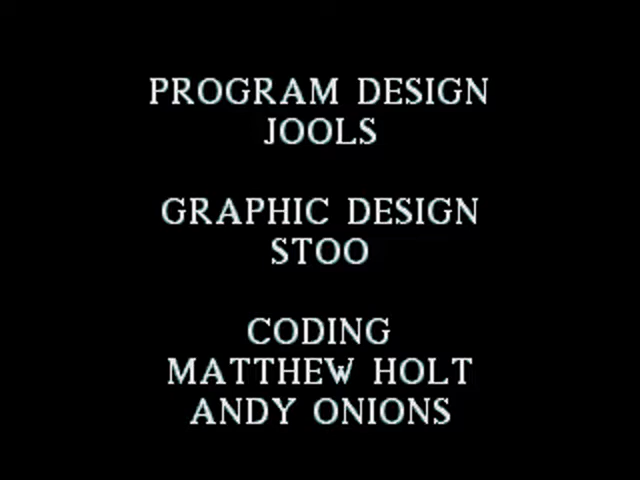 PROGRAM DESIGN
JOOLS
GRAPHIC DESIGN
STOO
CODING
MATTHEW HOLT
ANDY ONIONS